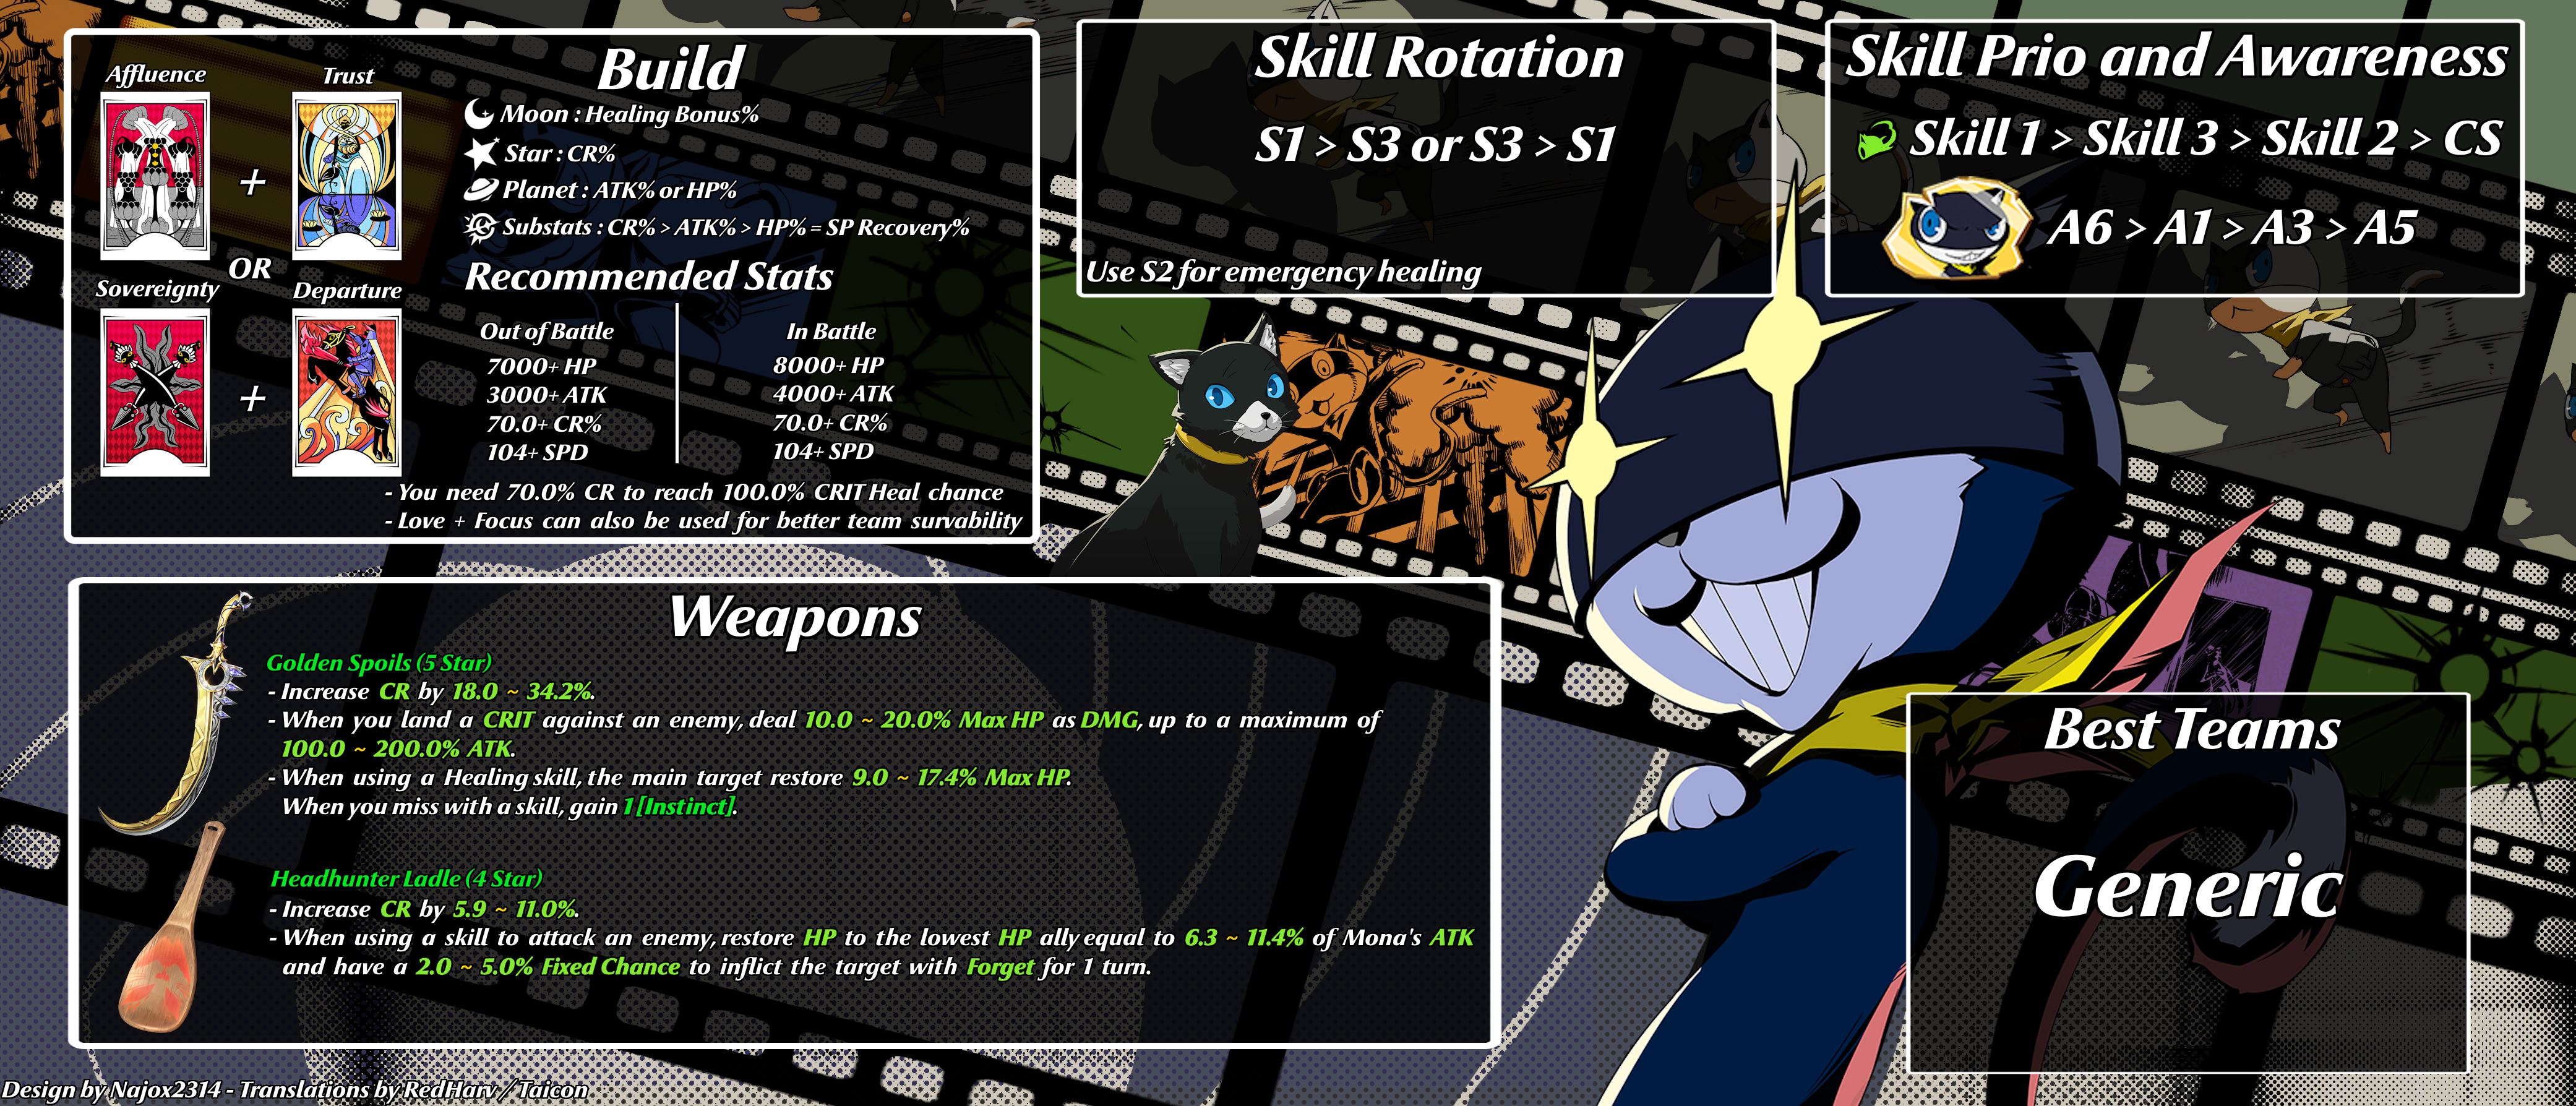 Build
Affluence
Trust
+
OR
Sovereignty
Departure
+
Moon : Healing Bonus%
Star : CR%
Planet : ATK% or HP%
Substats : CR% > ATK% > HP% = SP Recovery%
Recommended Stats
Out of Battle
7000+ HP
3000+ ATK
70.0+ CR%
104+ SPD
In Battle
8000+ HP
4000+ ATK
70.0+ CR%
104+ SPD
- You need 70.0% CR to reach 100.0% CRIT Heal chance
- Love + Focus can also be used for better team survability
Skill Rotation
S1 > S3 or S3 > S1
Use S2 for emergency healing
Skill Prio and Awareness
Skill 1 > Skill 3 > Skill 2 > CS
A6 > A1 > A3 > A5
Weapons
Golden Spoils (5 Star)
- Increase CR by 18.0 ~ 34.2%.
- When you land a CRIT against an enemy, deal 10.0 ~ 20.0% Max HP as DMG, up to a maximum of
100.0 ~ 200.0% ATK.
- When using a Healing skill, the main target restore 9.0 ~ 17.4% Max HP.
When you miss with a skill, gain 1 [Instinct].
Headhunter Ladle (4 Star)
- Increase CR by 5.9 ~ 11.0%.
- When using a skill to attack an enemy, restore HP to the lowest HP ally equal to 6.3 ~ 11.4% of Mona's ATK
and have a 2.0 ~ 5.0% Fixed Chance to inflict the target with Forget for 1 turn.
Best Teams
Generic
Design by Najox2314 - Translations by RedHarv / Taicon